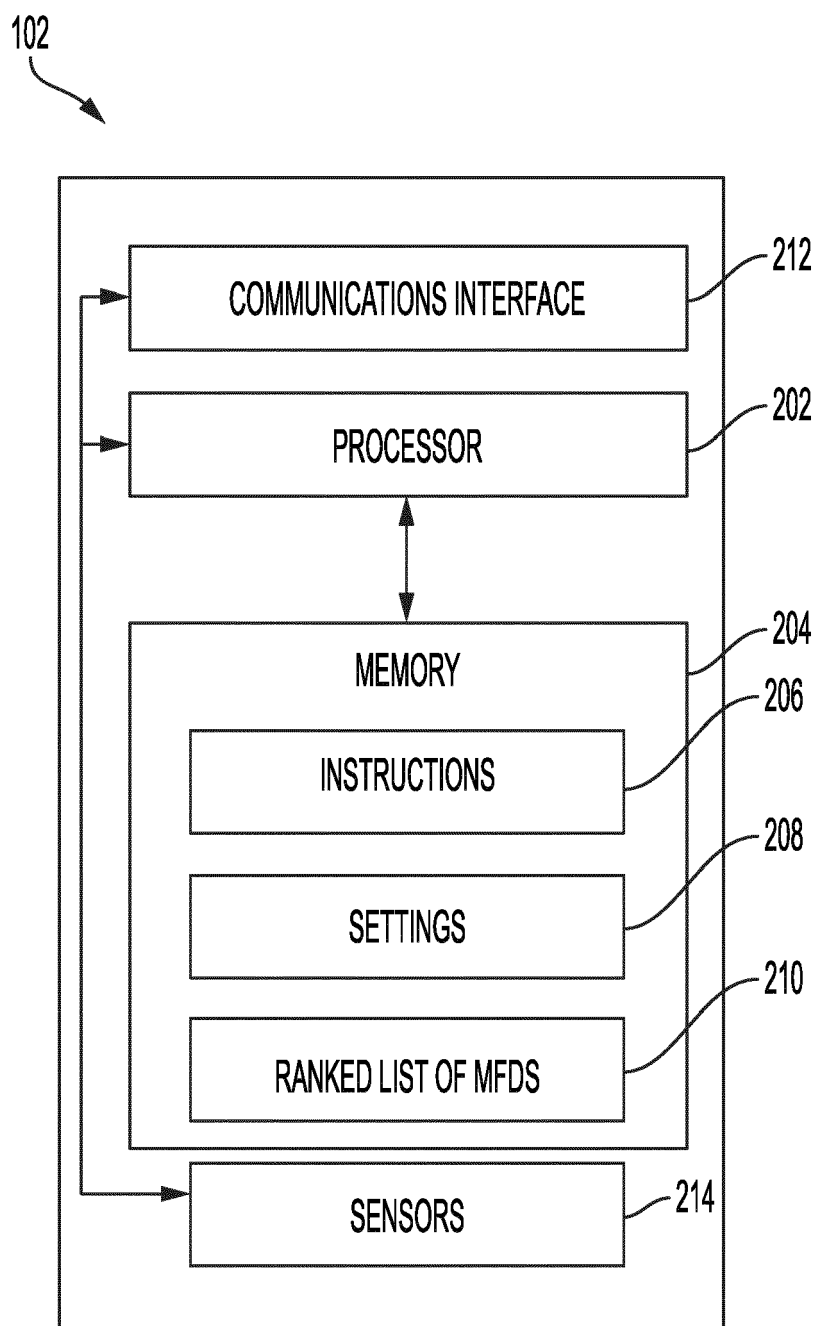 102
COMMUNICATIONS INTERFACE
212
PROCESSOR
202
MEMORY
204
INSTRUCTIONS
206
SETTINGS
208
RANKED LIST OF MFDS
210
SENSORS
214